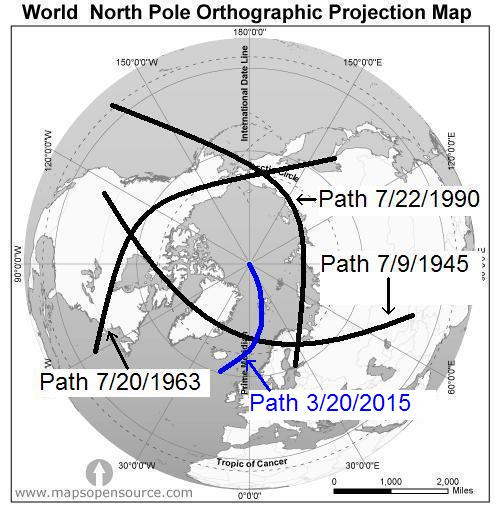 World North Pole Orthographic Projection Map
180°0'0"
150°0'0"W
150°0'0"E
International Date Line
120°0'0"W
120°0'0"E
Path 7/22/1990
Path 7/9/1945
90°0'0"W
Path 7/20/1963
Prime Meridian
Path 3/20/2015
60°0'0"E
Tropic of Cancer
30°0'0"W
30°0'0"E
0°0'0"
0 1,000 2,000
Miles
www.mapsopensource.com